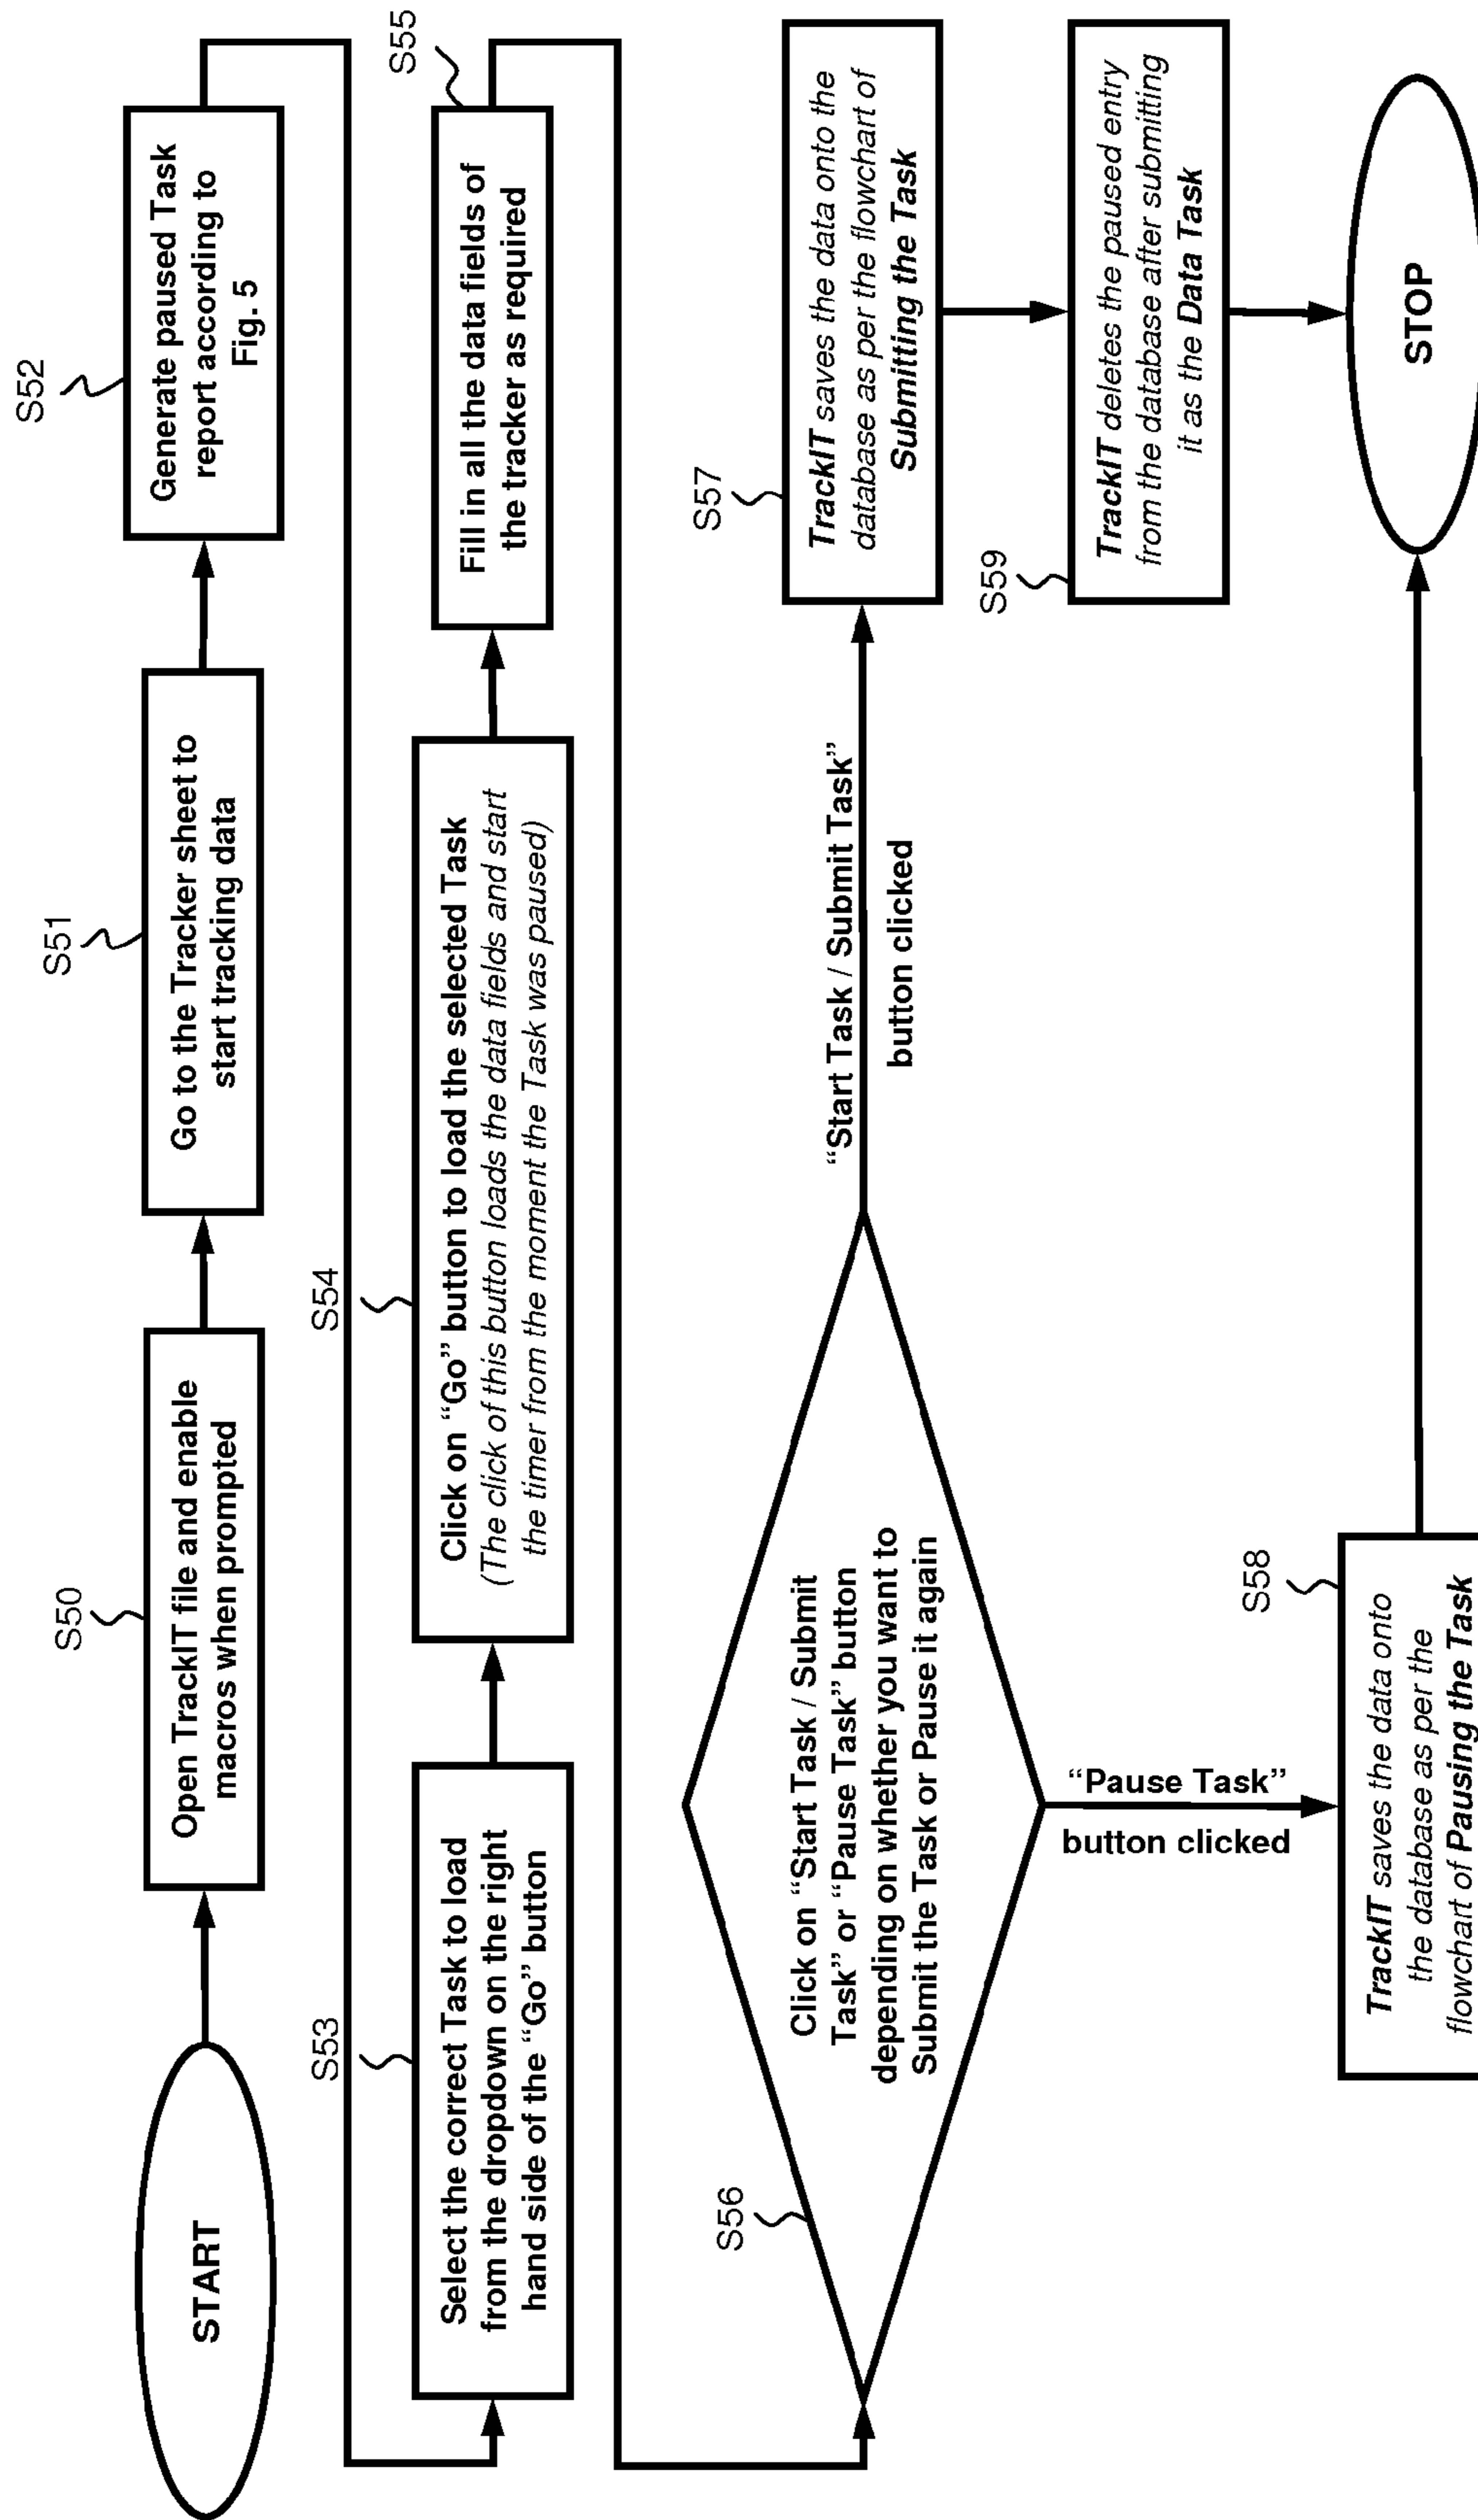 START
S50
Open TrackIT file and enable
macros when prompted
S51
Go to the Tracker sheet to
start tracking data
S52
Generate paused Task
report according to
Fig. 5
S53
Select the correct Task to load
from the dropdown on the right
hand side of the “Go” button
S54
Click on “Go” button to load the selected Task
(The click of this button loads the data fields and start
the timer from the moment the Task was paused)
S55
Fill in all the data fields of
the tracker as required
S56
Click on “Start Task / Submit
Task” or “Pause Task” button
depending on whether you want to
Submit the Task or Pause it again
“Start Task / Submit Task”
button clicked
S57
TrackIT saves the data onto the
database as per the flowchart of
Submitting the Task
S59
TrackIT deletes the paused entry
from the database after submitting
it as the Data Task
“Pause Task”
button clicked
S58
TrackIT saves the data onto
the database as per the
flowchart of Pausing the Task
STOP